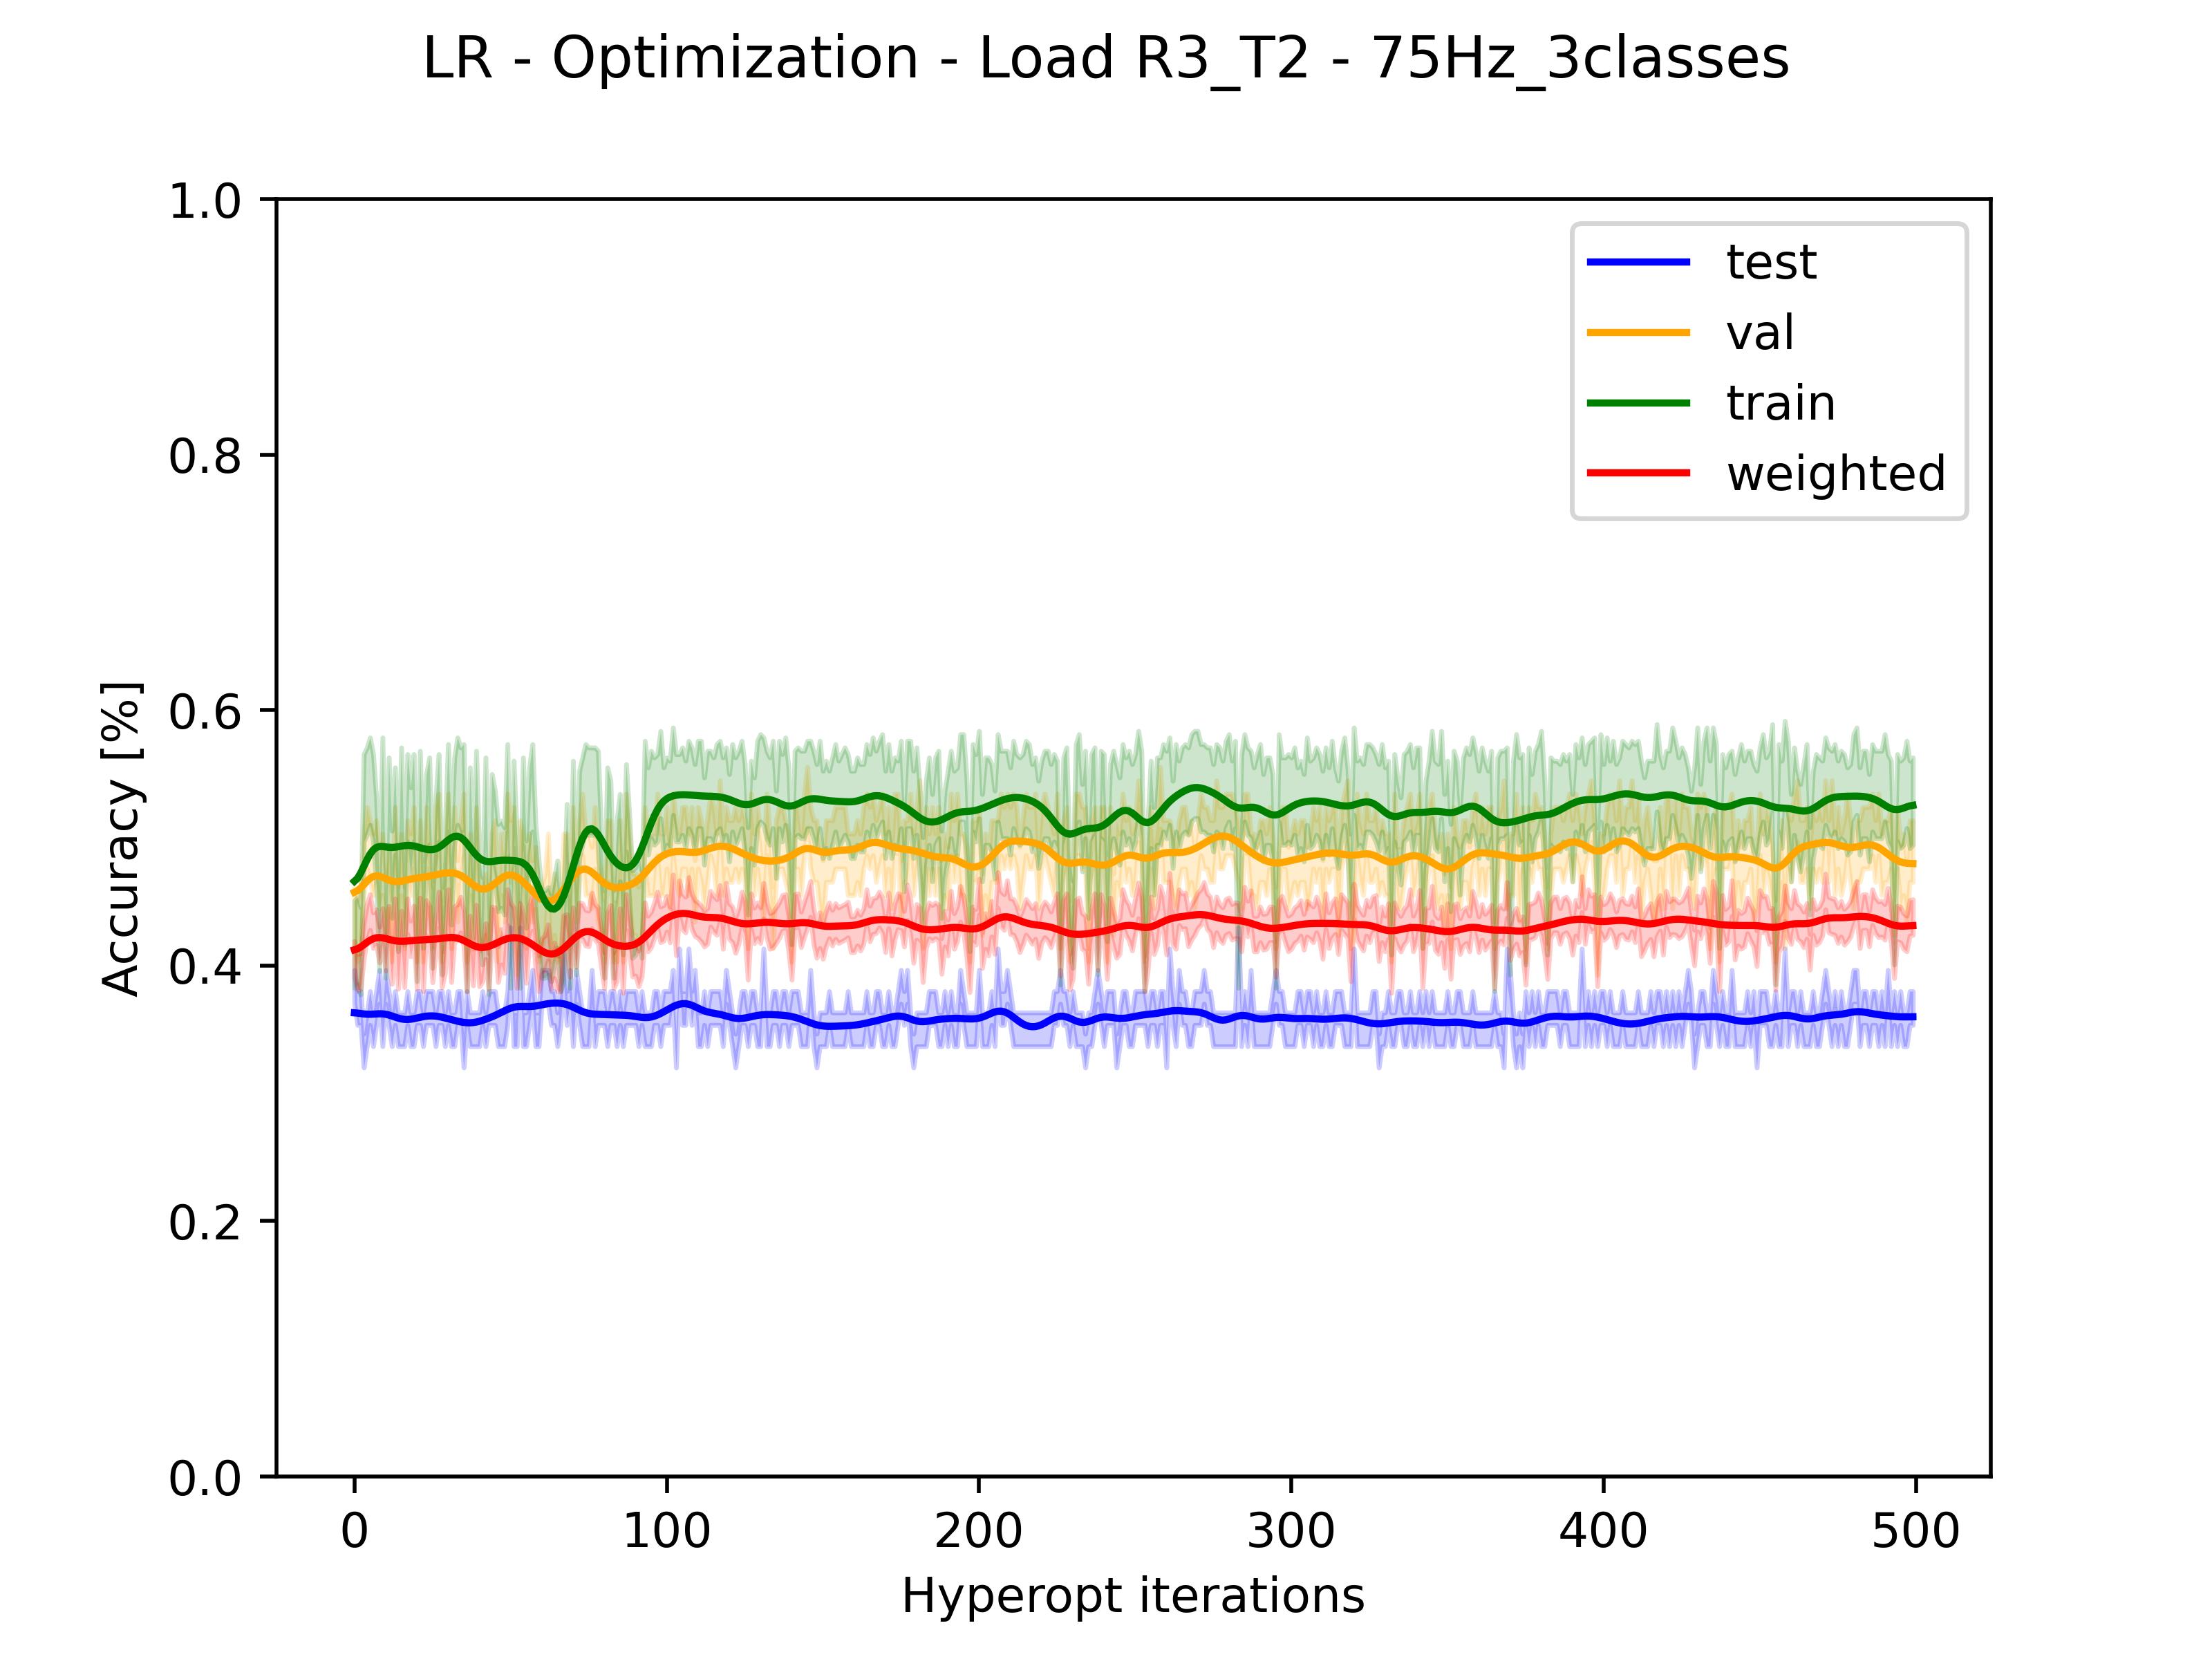 LR - Optimization - Load R3_T2 - 75Hz_3classes
1.0
0.8
0.6
0.4
0.2
0.0
Accuracy [%]
test
val
train
weighted
0 100 200 300 400 500
Hyperopt iterations